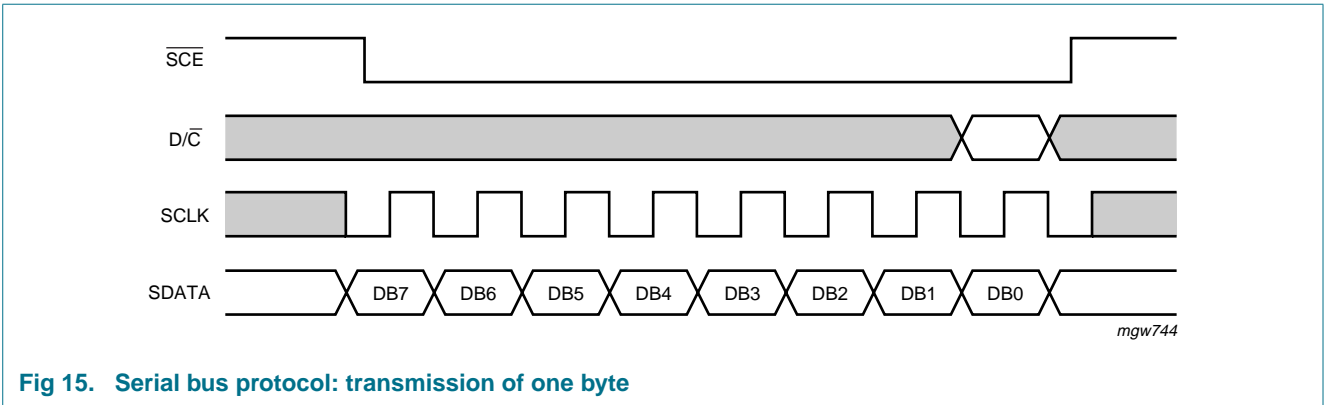 S̅C̅E̅
D/C̅
SCLK
SDATA DB7 DB6 DB5 DB4 DB3 DB2 DB1 DB0
mgw744
Fig 15. Serial bus protocol: transmission of one byte